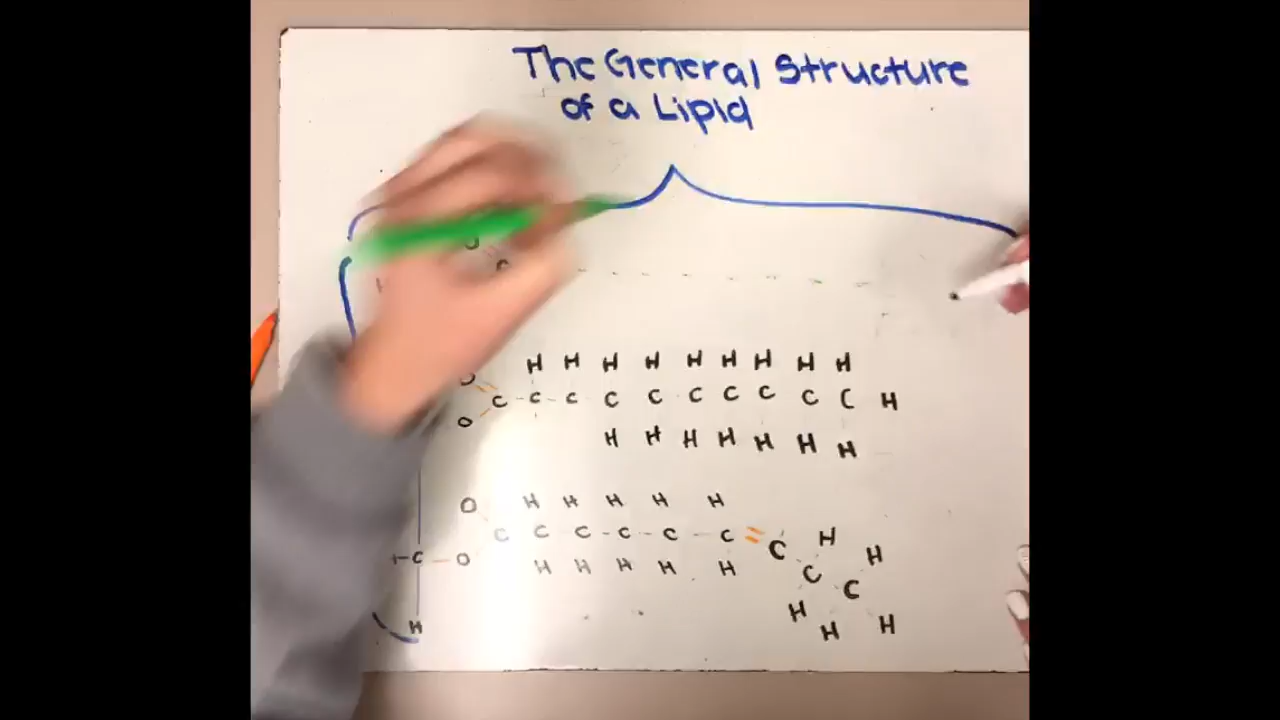 The General Structure
of a Lipid
H H H H H H H H H
O C - C - C C C C C C C C H
O
H H H H H H H
O H H H H H
C C C - C - C - C = C H H
C - O
C C
H H H H H
H
H H
H